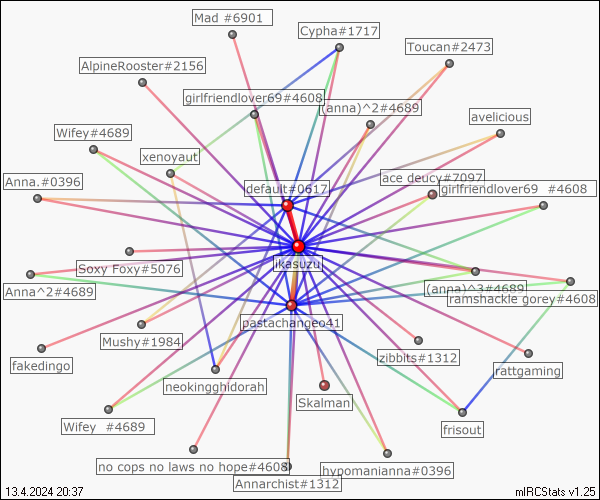 Mad #6901
Cypha#1717
Toucan#2473
AlpineRooster#2156
girlfriendlover69#4608
(anna)^2#4689
avelicious
Wifey#4689
xenoyaut
ace deucy#7097
Anna.#0396
default#0617
girlfriendlover69 #4608
Soxy Foxy#5076
ikasuzu
Anna^2#4689
(anna)^3#4689
ramshackle gorey#4608
pastachangeo41
Mushy#1984
zibbits#1312
fakedingo
rattgaming
neokingghidorah
Skalman
Wifey #4689
frisout
no cops no laws no hope#4608
hypomanianna#0396
Annarchist#1312
13.4.2024 20:37
mIRCStats v1.25